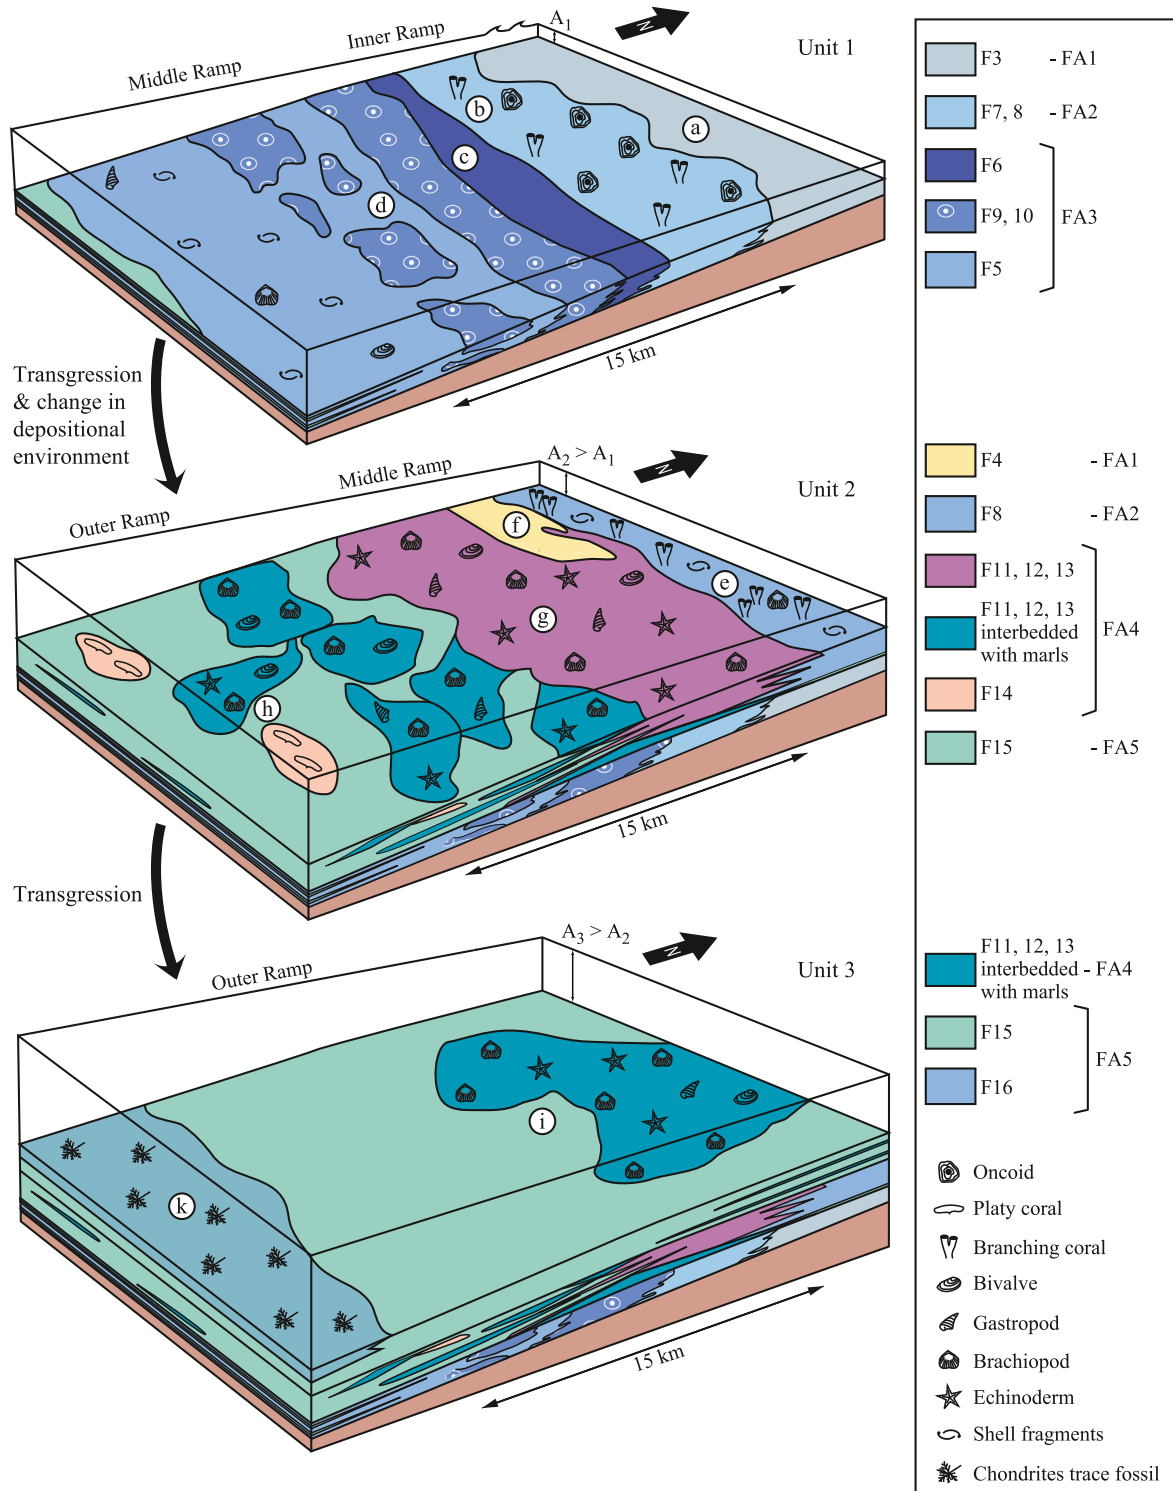 A1
N
Unit 1
Inner Ramp
Middle Ramp
a
b
c
d
15 km
Transgression
& change in
depositional
environment
A2 > A1
N
Unit 2
Middle Ramp
Outer Ramp
f
e
g
h
15 km
Transgression
A3 > A2
N
Unit 3
Outer Ramp
i
k
15 km
F3 - FA1
F7, 8 - FA2
F6
F9, 10
FA3
F5
F4 - FA1
F8 - FA2
F11, 12, 13
F11, 12, 13
interbedded
with marls
FA4
F14
F15 - FA5
F11, 12, 13
interbedded - FA4
with marls
F15
FA5
F16
Oncoid
Platy coral
Branching coral
Bivalve
Gastropod
Brachiopod
Echinoderm
Shell fragments
Chondrites trace fossil